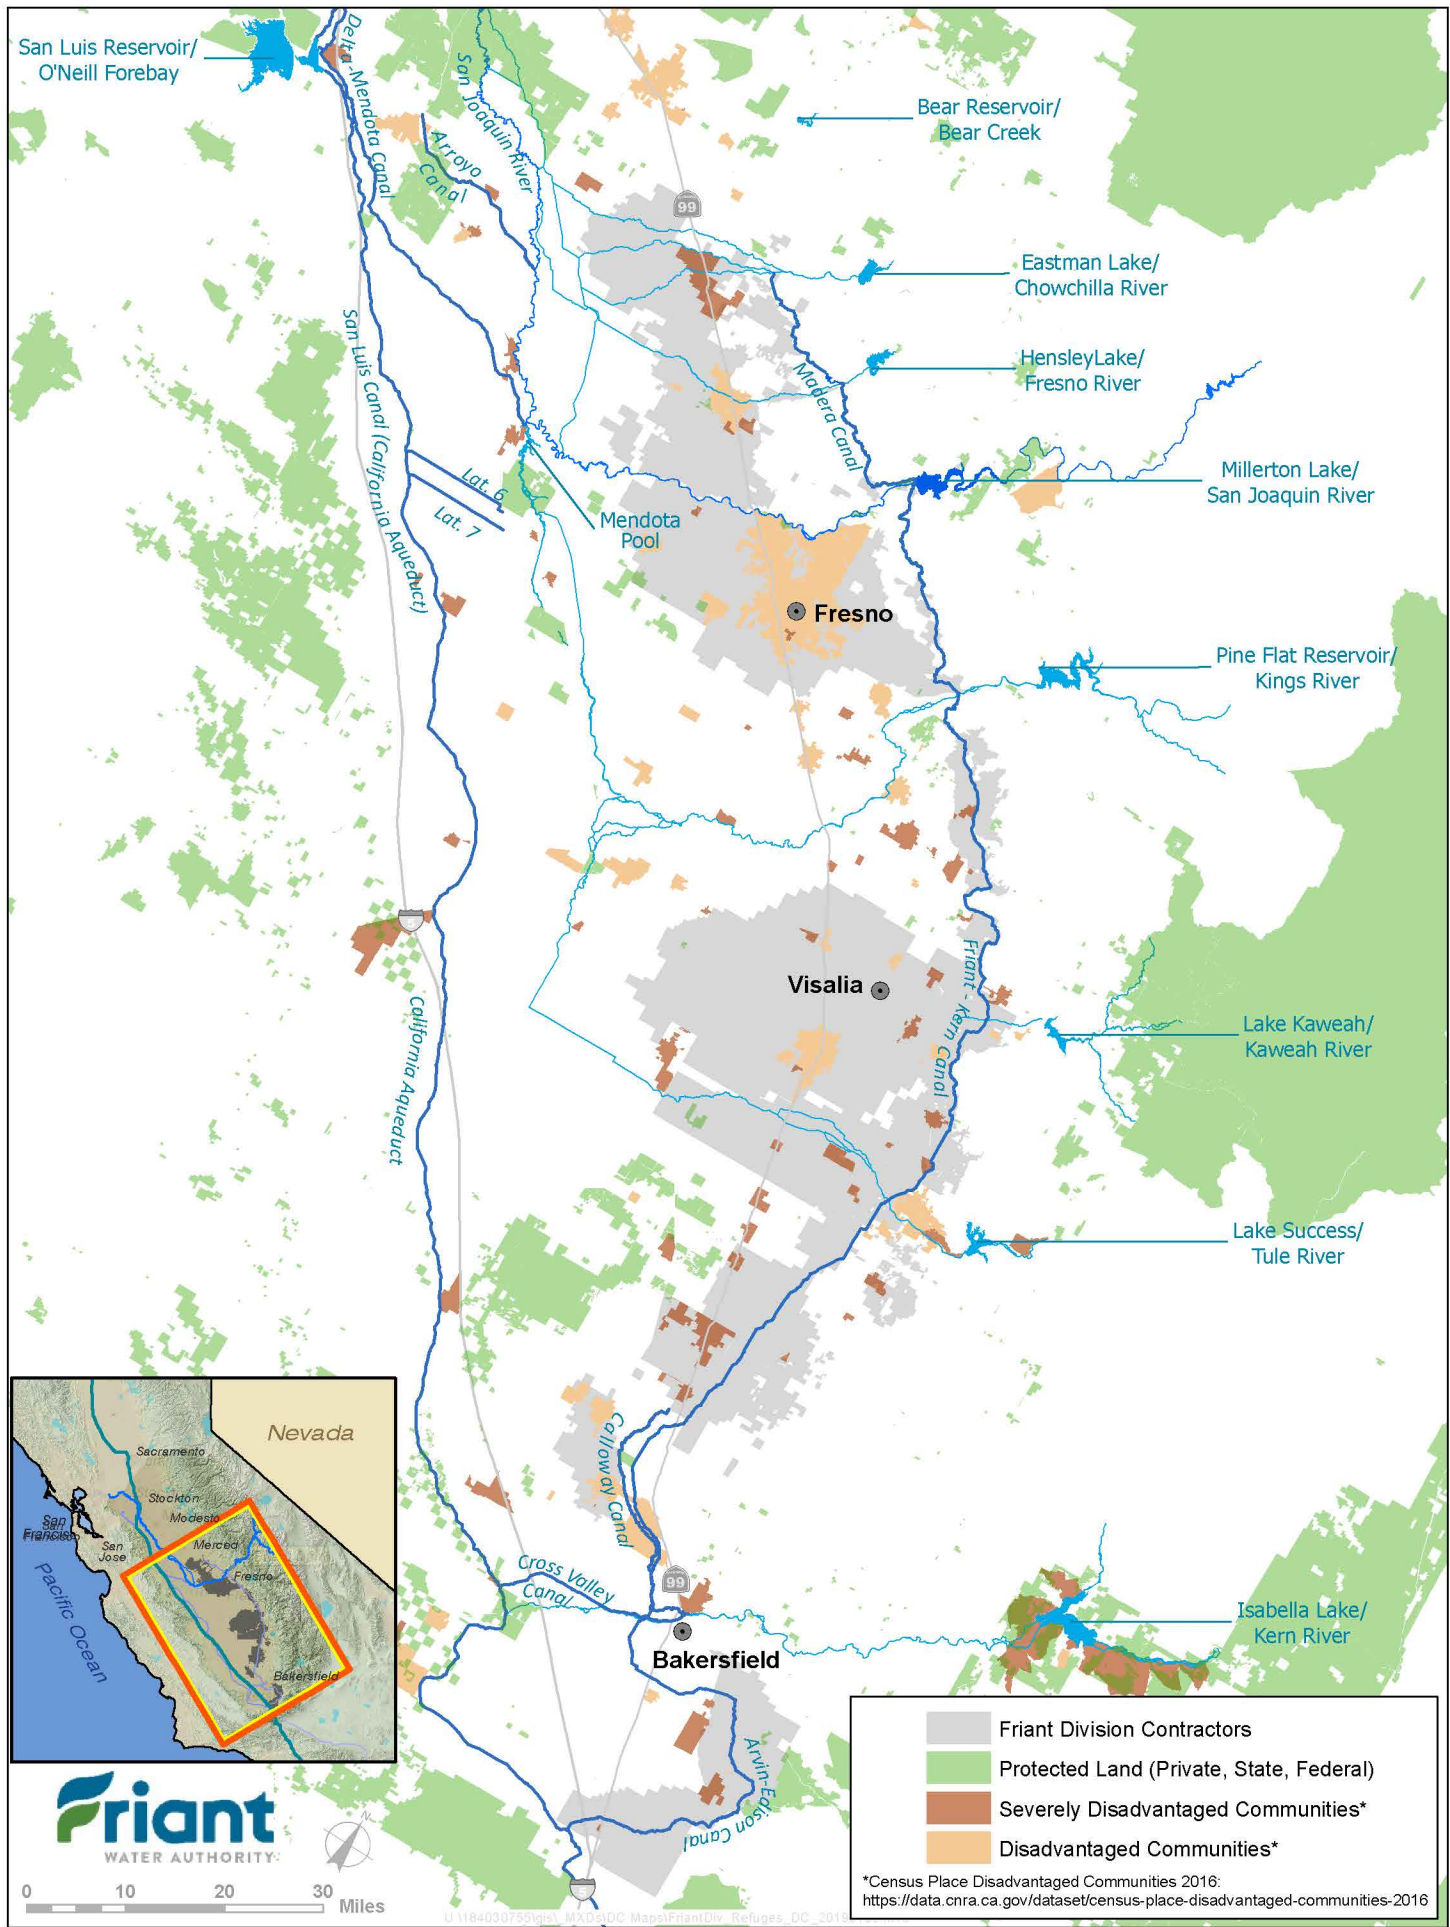 San Luis Reservoir/
O'Neill Forebay
Delta-Mendota Canal
San Joaquin River
Arroyo
Canal
Bear Reservoir/
Bear Creek
99
Eastman Lake/
Chowchilla River
HensleyLake/
Fresno River
Madera Canal
San Luis Canal (California Aqueduct)
Millerton Lake/
San Joaquin River
Lat. 6
Lat. 7
Mendota
Pool
Fresno
Pine Flat Reservoir/
Kings River
5
Visalia
Friant - Kern Canal
California Aqueduct
Lake Kaweah/
Kaweah River
Lake Success/
Tule River
Calloway Canal
Cross Valley
Canal
99
Bakersfield
Isabella Lake/
Kern River
Arvin-Edison Canal
5
Nevada
Sacramento
Stockton
Modesto
San
Francisco
San
Jose
Merced
Fresno
Bakersfield
Pacific Ocean
Friant
WATER AUTHORITY
N
0 10 20 30
Miles
Friant Division Contractors
Protected Land (Private, State, Federal)
Severely Disadvantaged Communities*
Disadvantaged Communities*
*Census Place Disadvantaged Communities 2016:
https://data.cnra.ca.gov/dataset/census-place-disadvantaged-communities-2016